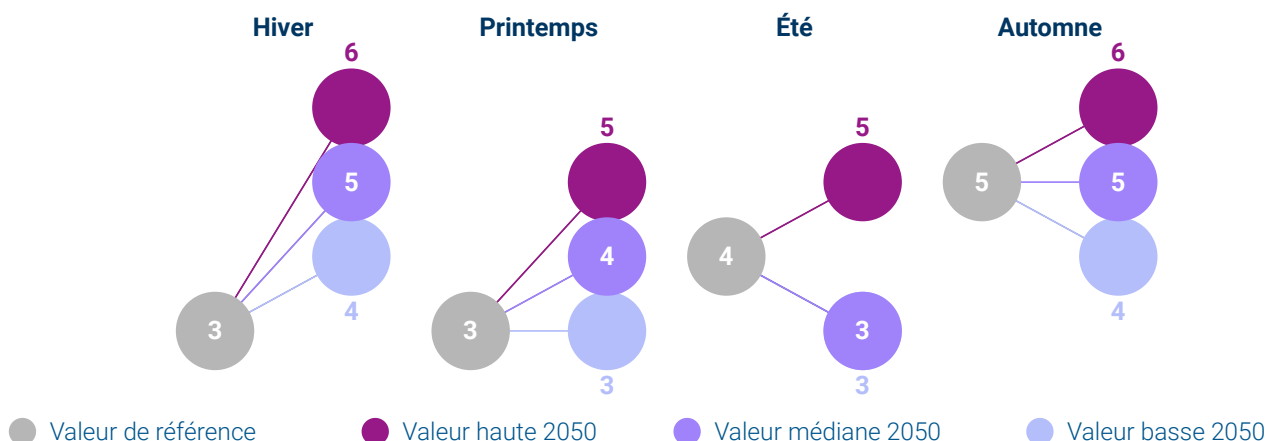 Hiver Printemps Été Automne
6 6
5 5
5 4 5 5
4 3
3 3 3 4
4
3 3
Valeur de référence Valeur haute 2050 Valeur médiane 2050 Valeur basse 2050